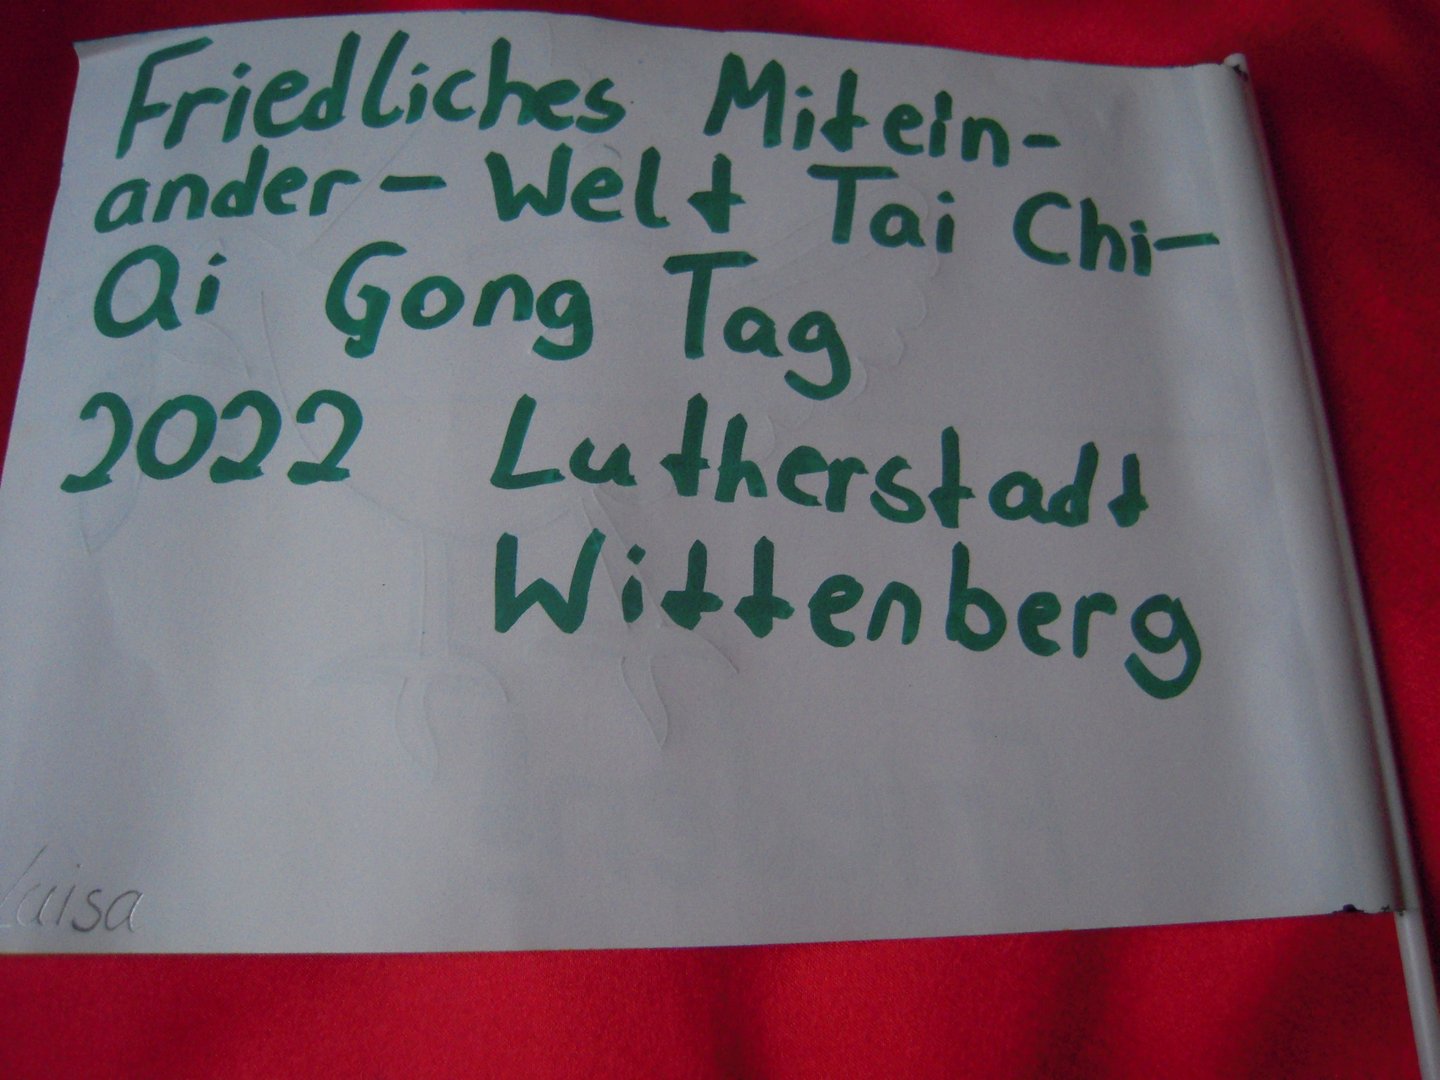 Friedliches Mitein-
ander - Welt Tai Chi-
Qi Gong Tag
2022 Lutherstadt
Wittenberg
Luisa